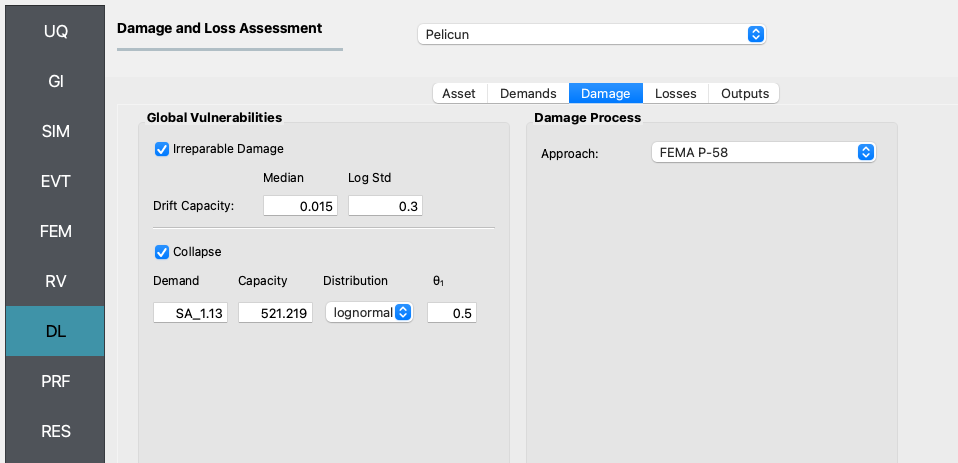 UQ
GI
SIM
EVT
FEM
RV
DL
PRF
RES
Damage and Loss Assessment
Pelicun
Asset Demands Damage Losses Outputs
Global Vulnerabilities
Irreparable Damage
Median Log Std
Drift Capacity: 0.015 0.3
Collapse
Demand Capacity Distribution θ₁
SA_1.13 521.219 lognormal 0.5
Damage Process
Approach: FEMA P-58